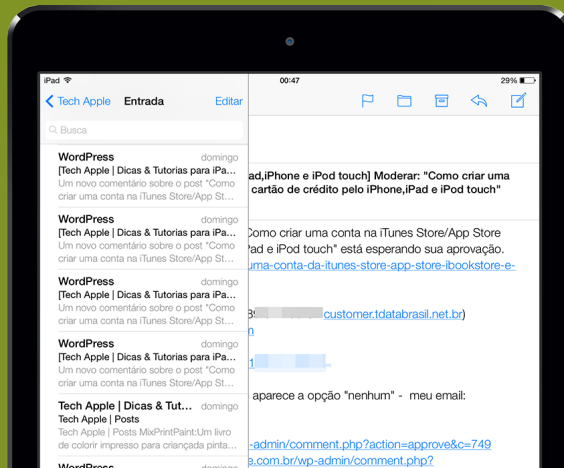 iPad
00:47
29%
Tech Apple
Entrada
Editar
Busca
WordPress domingo
[Tech Apple | Dicas & Tutorias para iPa...
Um novo comentário sobre o post "Como
criar uma conta na iTunes Store/App St...
WordPress domingo
[Tech Apple | Dicas & Tutorias para iPa...
Um novo comentário sobre o post "Como
criar uma conta na iTunes Store/App St...
WordPress domingo
[Tech Apple | Dicas & Tutorias para iPa...
Um novo comentário sobre o post "Como
criar uma conta na iTunes Store/App St...
WordPress domingo
[Tech Apple | Dicas & Tutorias para iPa...
Um novo comentário sobre o post "Como
criar uma conta na iTunes Store/App St...
Tech Apple | Dicas & Tut... domingo
Tech Apple | Posts
Tech Apple | Posts MixPrintPaint:Um livro
de colorir impresso para criançada pinta...
WordPress domingo
ad,iPhone e iPod touch] Moderar: "Como criar uma
cartão de crédito pelo iPhone,iPad e iPod touch"
Como criar uma conta na iTunes Store/App Store
Pad e iPod touch" está esperando sua aprovação.
uma-conta-da-itunes-store-app-store-ibookstore-e-
customer.tdatabrasil.net.br)
aparece a opção "nenhum" - meu email:
-admin/comment.php?action=approve&c=749
e.com.br/wp-admin/comment.php?